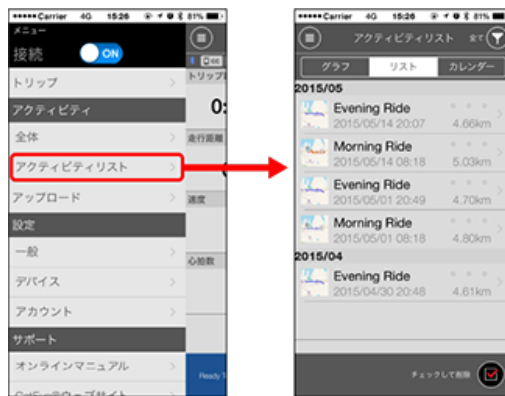 Carrier 4G 15:26 81%
メニュー
接続 ON
トリップ
アクティビティ
全体
アクティビティリスト
アップロード
設定
一般
デバイス
アカウント
サポート
オンラインマニュアル
0:
走行距離
速度
心拍数
Ready
Carrier 4G 15:26 81%
アクティビティリスト 全て
グラフ リスト カレンダー
2015/05
Evening Ride
2015/05/14 20:07 4.66km
Morning Ride
2015/05/14 08:18 5.03km
Evening Ride
2015/05/01 20:49 4.70km
Morning Ride
2015/05/01 08:18 4.80km
2015/04
Evening Ride
2015/04/30 20:48 4.61km
チェックして削除